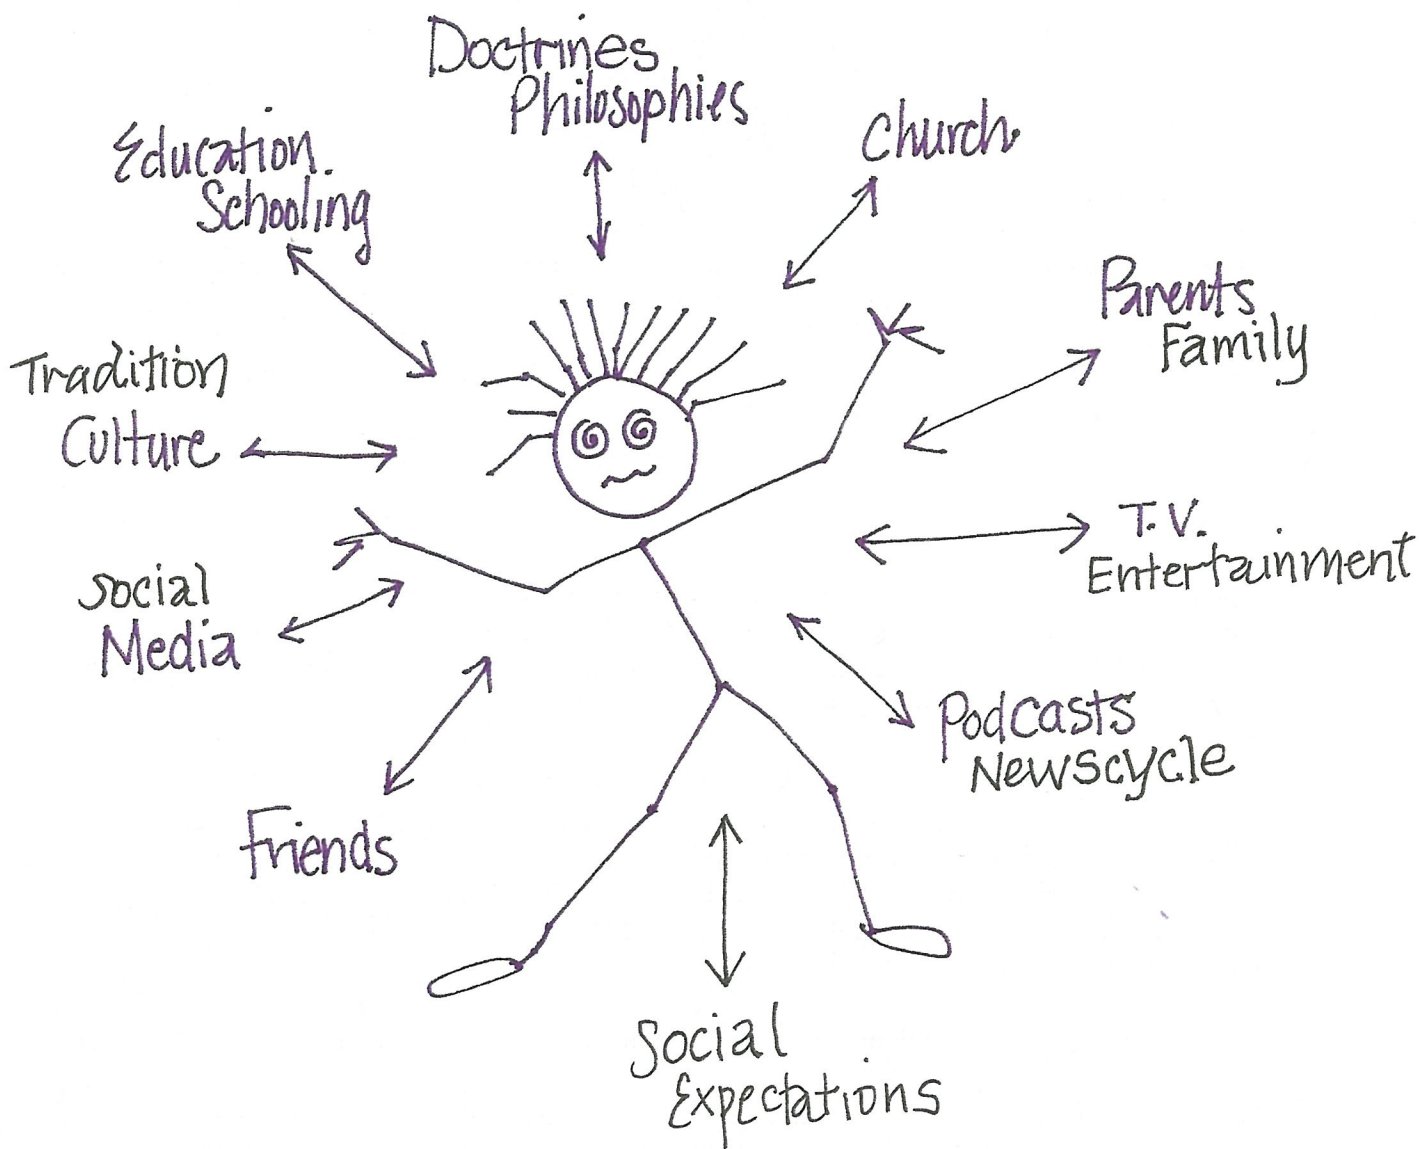 Doctrines
Philosophies
Church
Education.
Schooling
Parents
Family
Tradition
Culture
T.V.
Entertainment
Social
Media
Podcasts
Newscycle
Friends
Social
Expectations